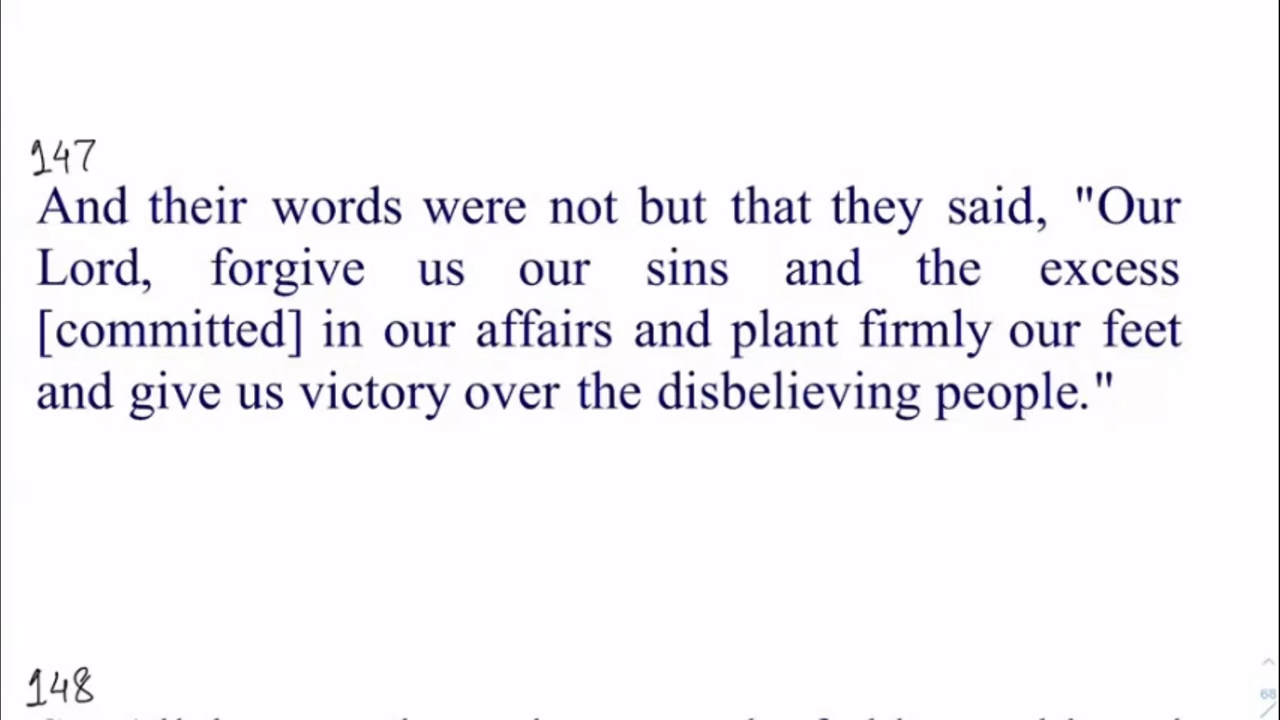 147
And their words were not but that they said, "Our
Lord, forgive us our sins and the excess
[committed] in our affairs and plant firmly our feet
and give us victory over the disbelieving people."
148
68